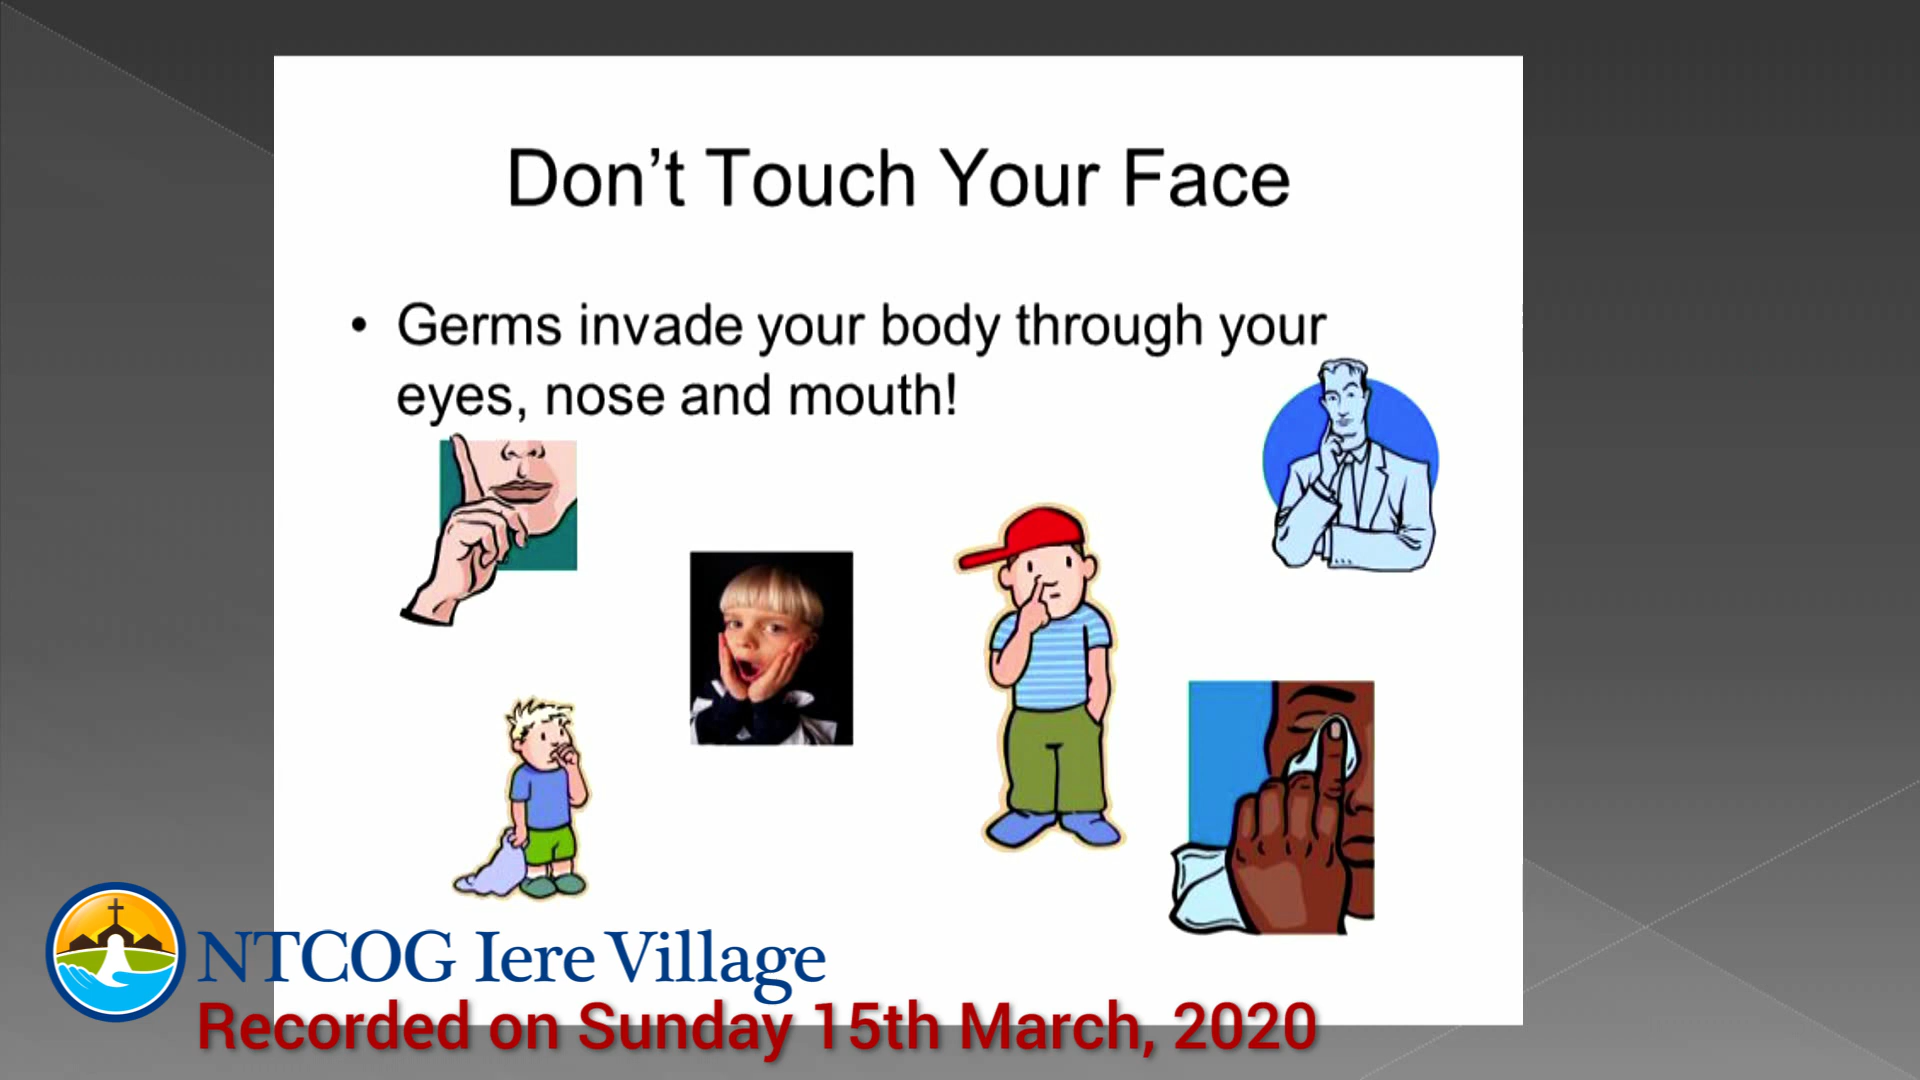 Don't Touch Your Face
• Germs invade your body through your
eyes, nose and mouth!
NTCOG Iere Village
Recorded on Sunday 15th March, 2020